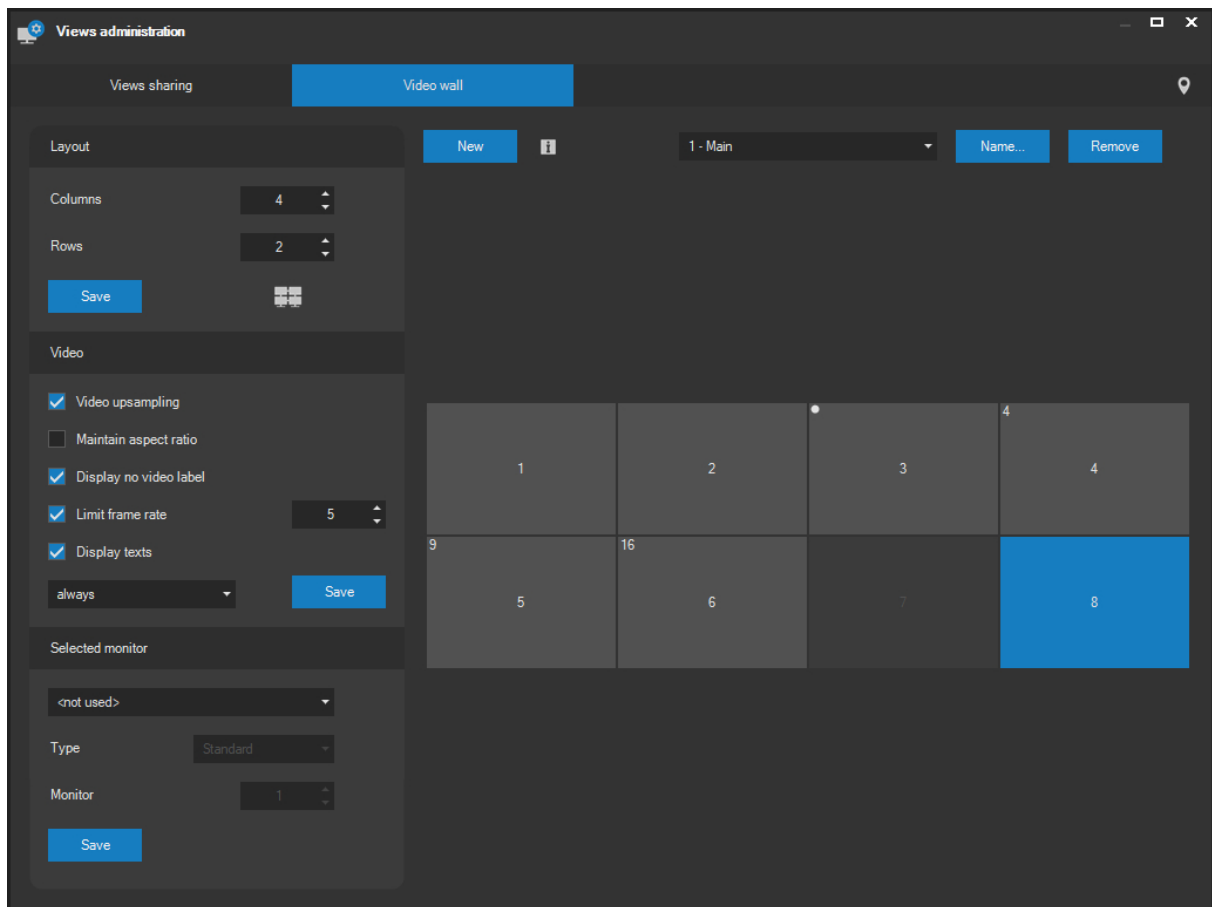 Views administration
Views sharing
Video wall
Layout
New
1 - Main
Name...
Remove
Columns
4
Rows
2
Save
Video
Video upsampling
Maintain aspect ratio
Display no video label
Limit frame rate
5
Display texts
always
Save
Selected monitor
<not used>
Type
Standard
Monitor
1
Save
1
2
3
4
4
9
5
16
6
7
8